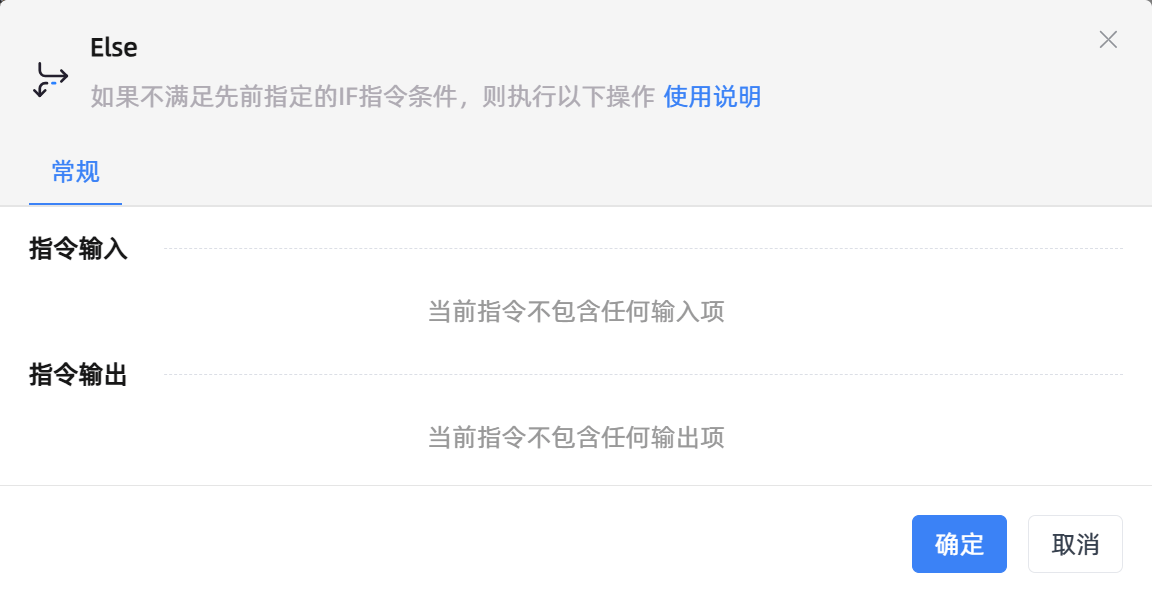 Else
如果不满足先前指定的IF指令条件，则执行以下操作 使用说明
常规
指令输入
当前指令不包含任何输入项
指令输出
当前指令不包含任何输出项
确定 取消